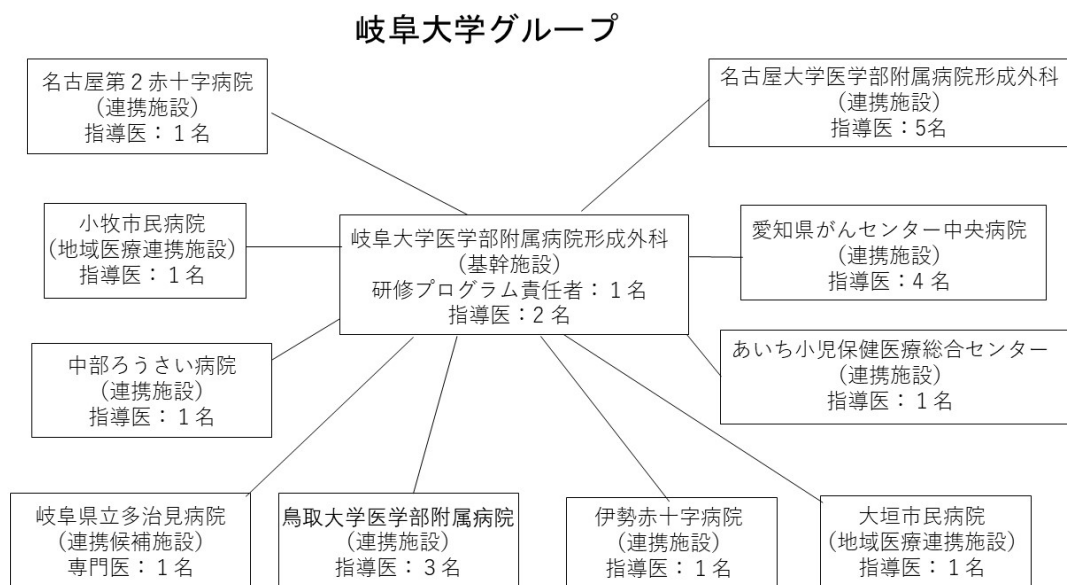 岐阜大学グループ
名古屋第2赤十字病院
(連携施設)
指導医：1名
名古屋大学医学部附属病院形成外科
(連携施設)
指導医：5名
小牧市民病院
(地域医療連携施設)
指導医：1名
岐阜大学医学部附属病院形成外科
(基幹施設)
研修プログラム責任者：1名
指導医：2名
愛知県がんセンター中央病院
(連携施設)
指導医：4名
中部ろうさい病院
(連携施設)
指導医：1名
あいち小児保健医療総合センター
(連携施設)
指導医：1名
岐阜県立多治見病院
(連携候補施設)
専門医：1名
鳥取大学医学部附属病院
(連携施設)
指導医：3名
伊勢赤十字病院
(連携施設)
指導医：1名
大垣市民病院
(地域医療連携施設)
指導医：1名